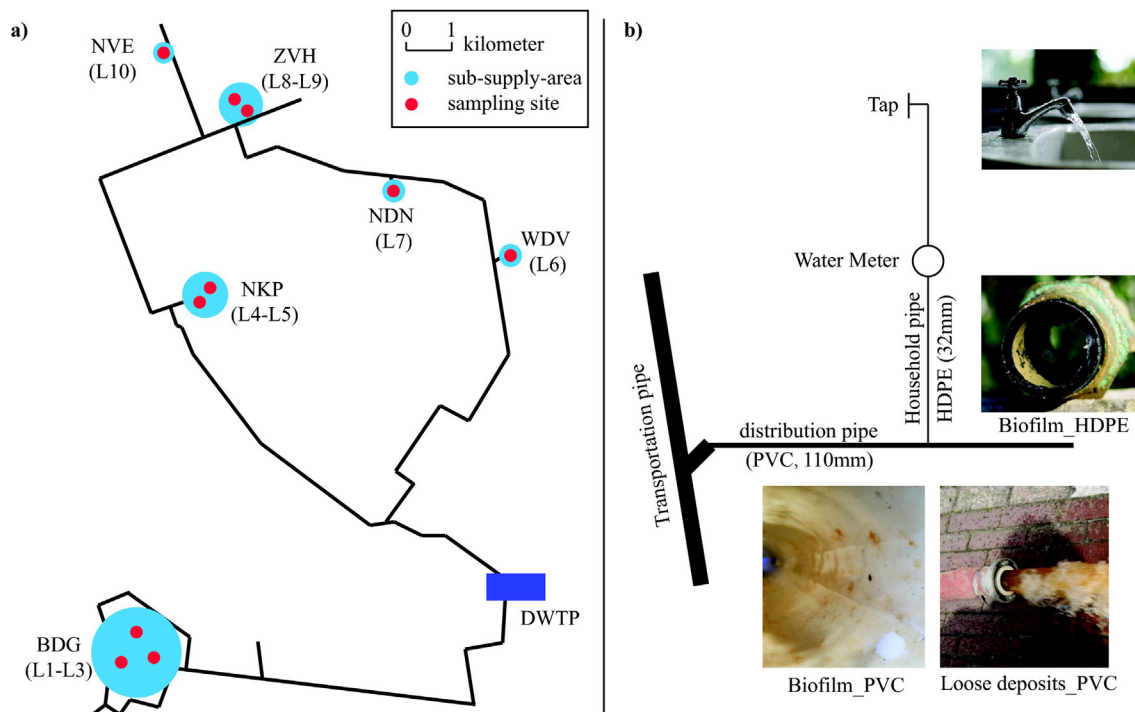 a)
NVE
(L10)
ZVH
(L8-L9)
0 1
kilometer
sub-supply-area
sampling site
NDN
(L7)
WDV
(L6)
NKP
(L4-L5)
DWTP
BDG
(L1-L3)
b)
Tap
Water Meter
Household pipe
HDPE (32mm)
Biofilm_HDPE
Transportation pipe
distribution pipe
(PVC, 110mm)
Biofilm_PVC
Loose deposits_PVC